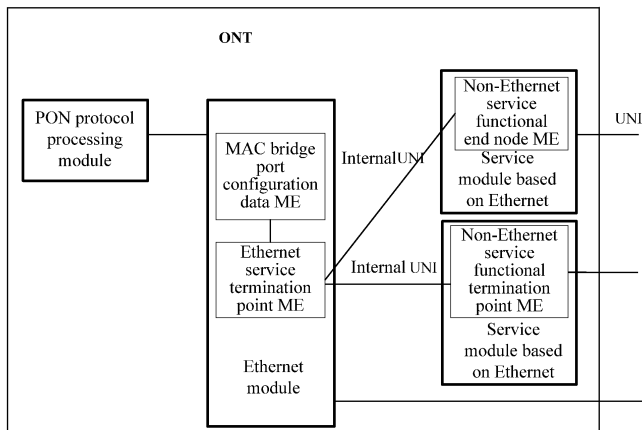 ONT
PON protocol
processing
module
MAC bridge
port
configuration
data ME
Ethernet
service
termination
point ME
Ethernet
module
Internal UNI
Internal UNI
Non-Ethernet
service
functional
end node ME
Service
module based
on Ethernet
Non-Ethernet
service
functional
termination
point ME
Service
module based
on Ethernet
UNI